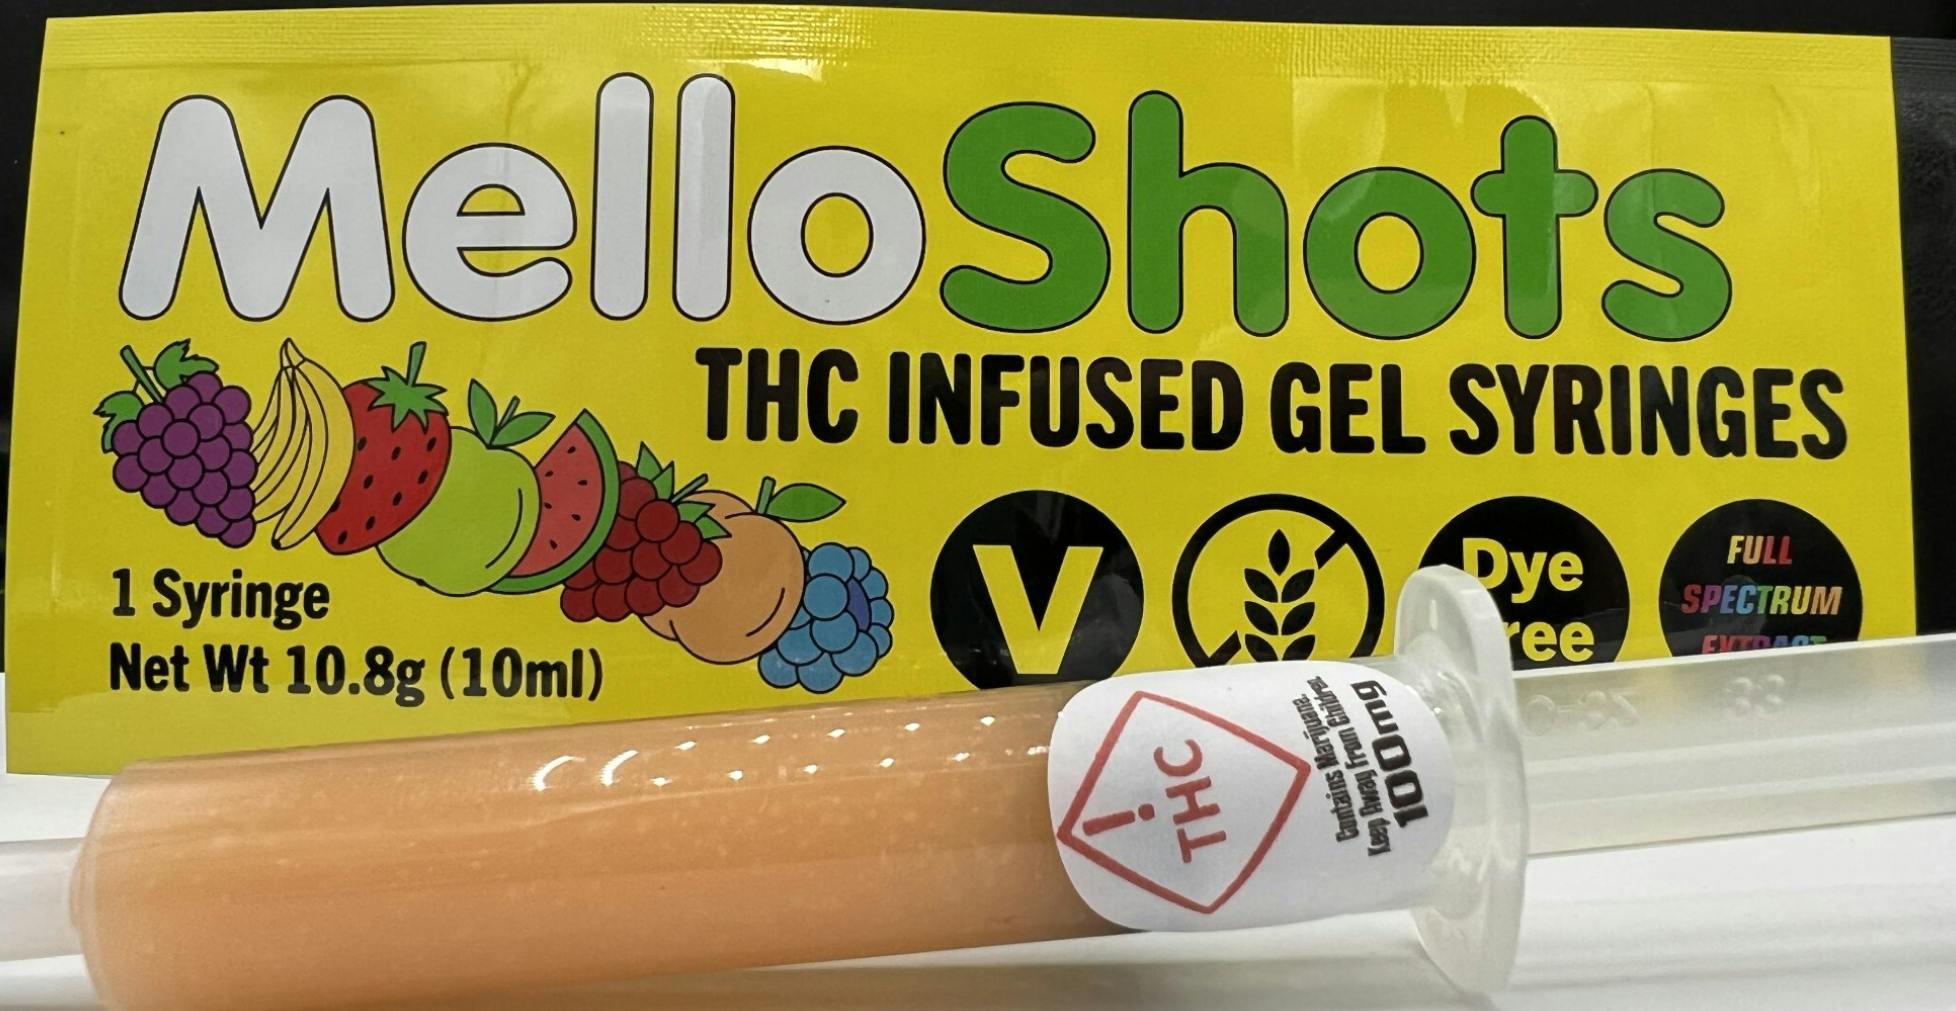 MelloShots
THC INFUSED GEL SYRINGES
V
Dye
FULL
SPECTRUM
EXTRACT
1 Syringe
Net Wt 10.8g (10ml)
! THC
Contains Marijuana.
Keep Away From Children.
100mg